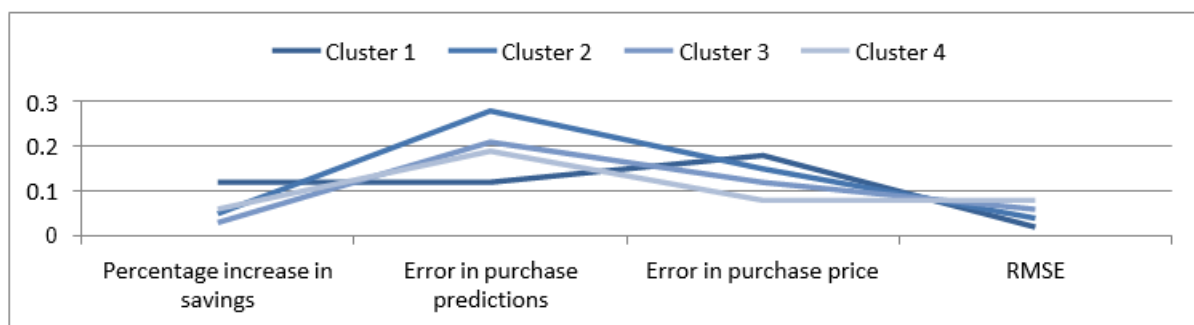 Cluster 1 Cluster 2 Cluster 3 Cluster 4
0.3
0.2
0.1
0
Percentage increase in
savings
Error in purchase
predictions
Error in purchase price
RMSE